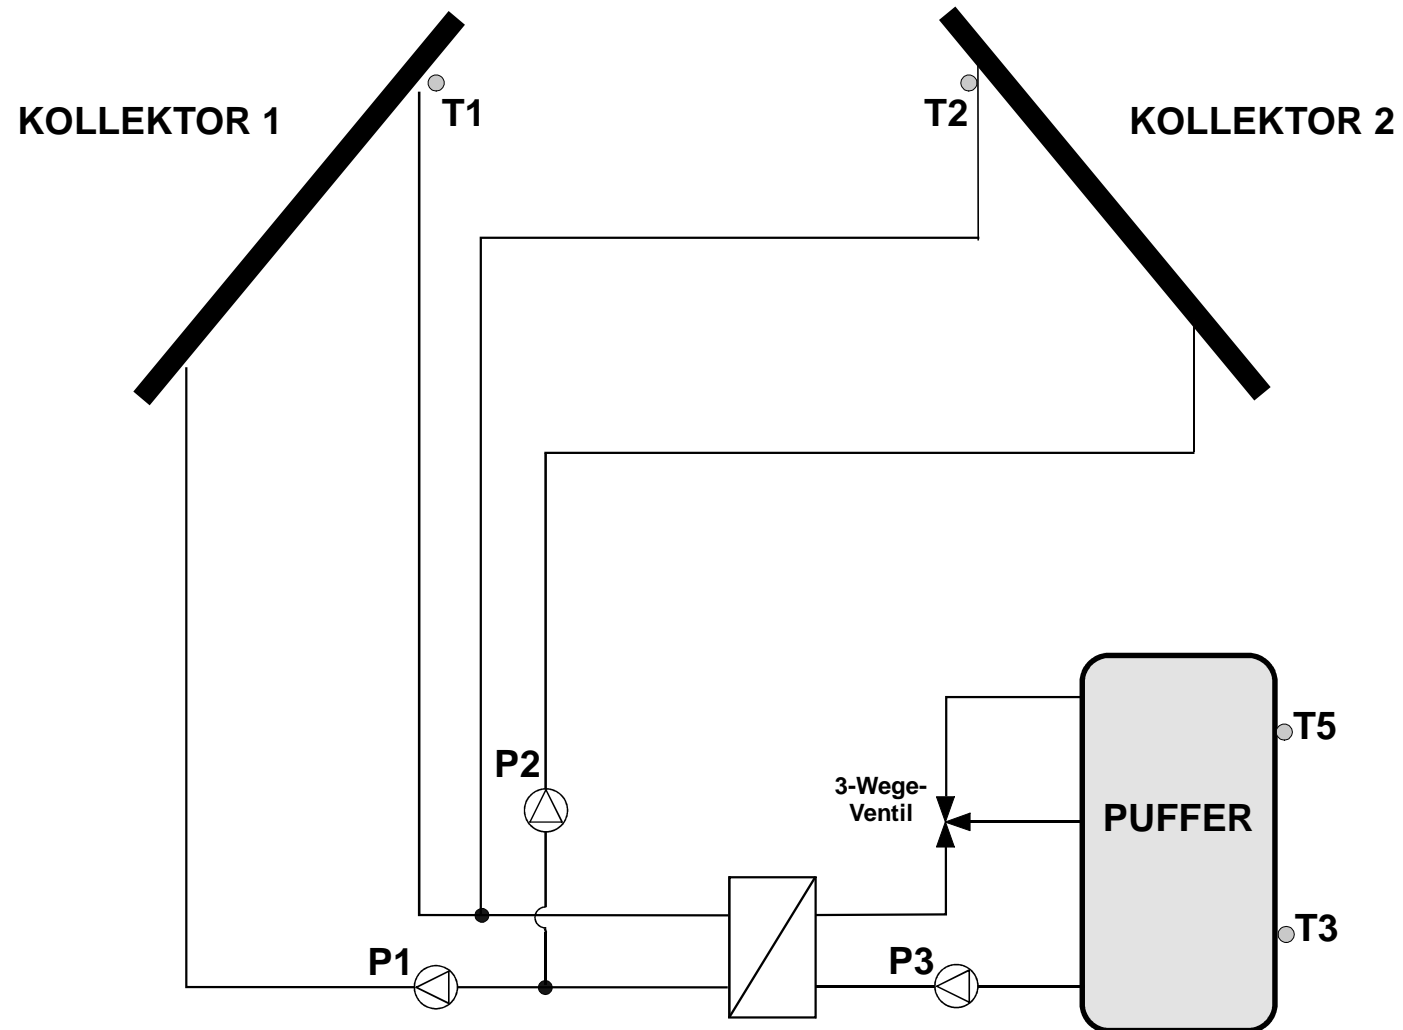 KOLLEKTOR 1
T1
T2
KOLLEKTOR 2
P2
3-Wege-
Ventil
PUFFER
T5
T3
P1
P3